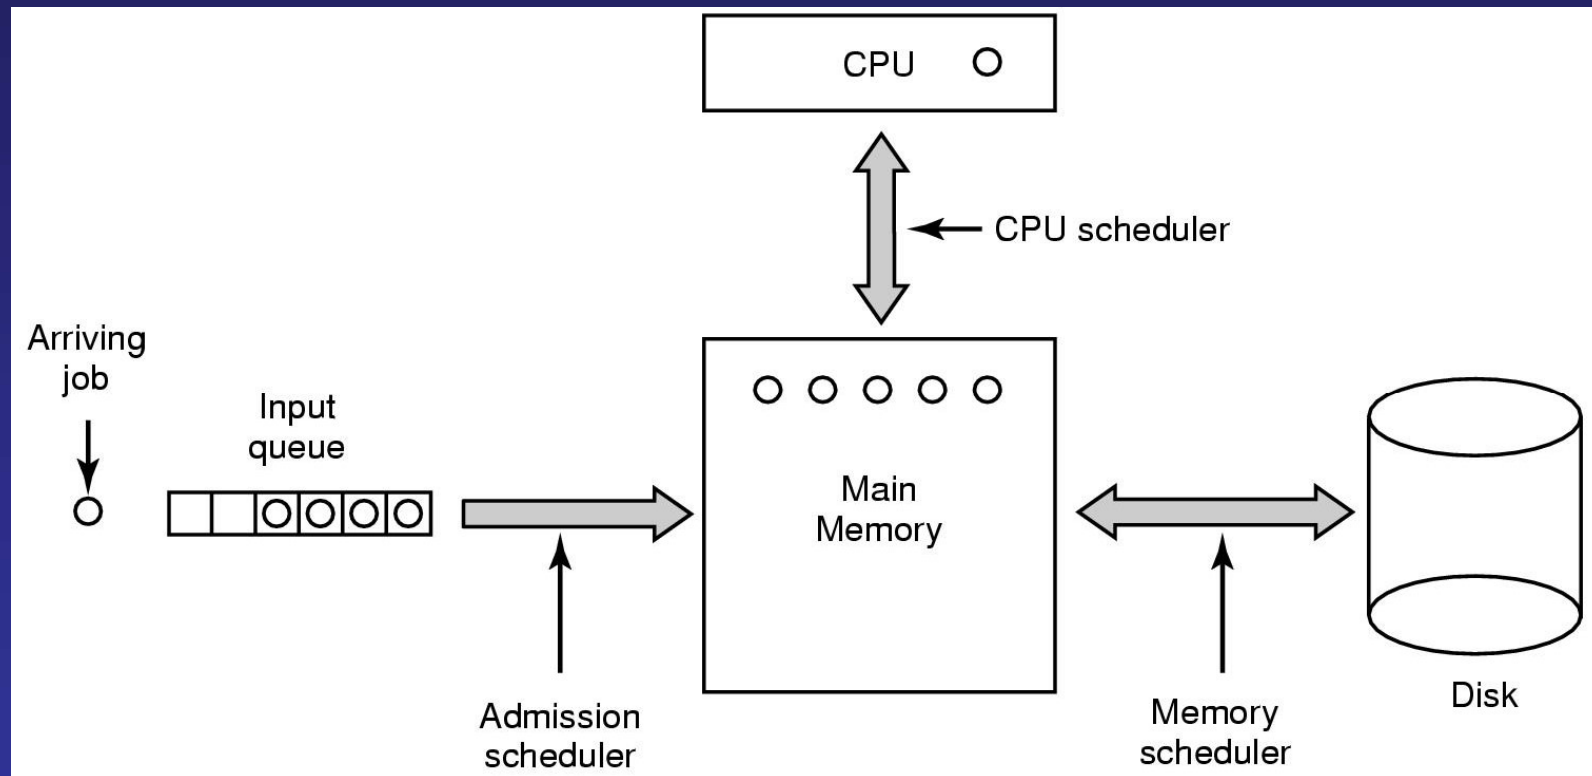 CPU
CPU scheduler
Arriving
job
Input
queue
Main
Memory
Admission
scheduler
Memory
scheduler
Disk